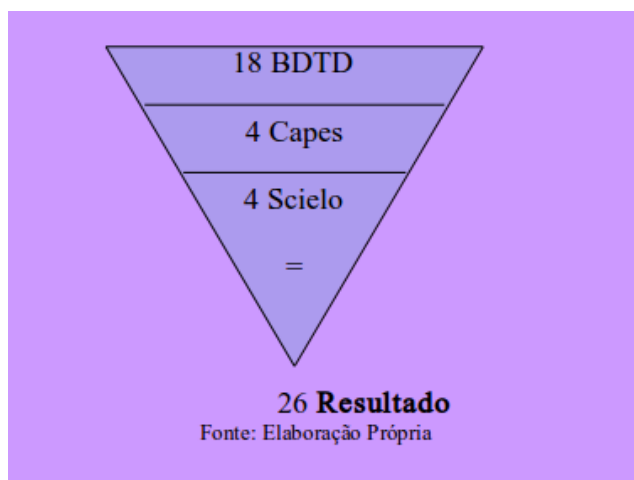 18 BDTD
4 Capes
4 Scielo
=
26 Resultado
Fonte: Elaboração Própria